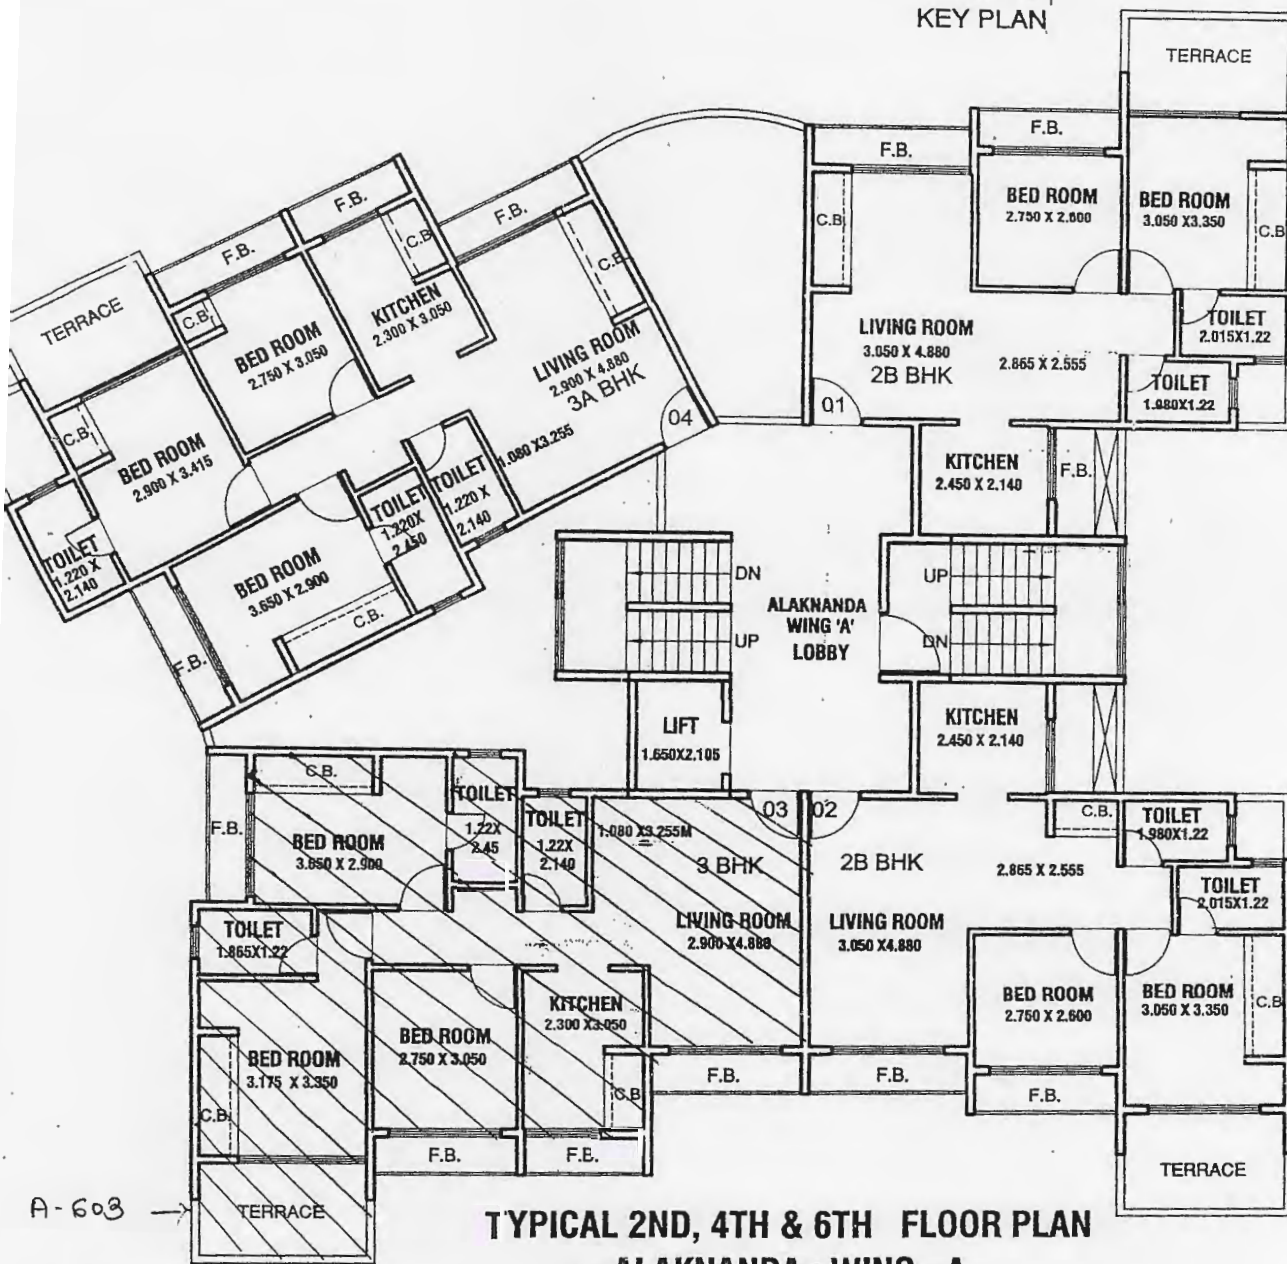 KEY PLAN
TERRACE
F.B.
BED ROOM
3.050 X3.350
C.B
F.B.
BED ROOM
2.750 X 2.600
F.B.
C.B.
LIVING ROOM
3.050 X 4.880
2B BHK
2.865 X 2.555
TOILET
2.015X1.22
TOILET
1.980X1.22
01
KITCHEN
2.450 X 2.140
F.B.
F.B.
F.B.
F.B.
TERRACE
C.B
BED ROOM
2.750 X 3.050
KITCHEN
2.300 X 3.050
C.B
C.B.
LIVING ROOM
2.900 X 4.880
3A BHK
04
C.B.
BED ROOM
2.900 X 3.415
1.080 X3.255
TOILET
1.220 X
2.140
TOILET
1.220X
2.450
TOILET
1.220 X
2.140
BED ROOM
3.650 X 2.900
C.B.
F.B.
DN
UP
ALAKNANDA
WING 'A'
LOBBY
UP
DN
LIFT
1.650X2.105
KITCHEN
2.450 X 2.140
C.B.
F.B.
BED ROOM
3.650 X 2.900
TOILET
1.22X
2.45
TOILET
1.22X
2.140
1.080 X3.255M
03
02
3 BHK
2B BHK
C.B.
TOILET
1.980X1.22
2.865 X 2.555
TOILET
2.015X1.22
LIVING ROOM
2.900 X4.880
LIVING ROOM
3.050 X4.880
TOILET
1.865X1.22
BED ROOM
3.175 X 3.350
C.B.
BED ROOM
2.750 X 3.050
KITCHEN
2.300 X3.050
C.B
BED ROOM
2.750 X 2.600
BED ROOM
3.050 X 3.350
C.B
F.B.
F.B.
F.B.
F.B.
F.B.
TERRACE
TERRACE
A-603
TYPICAL 2ND, 4TH & 6TH FLOOR PLAN
ALAKNANDA WING A